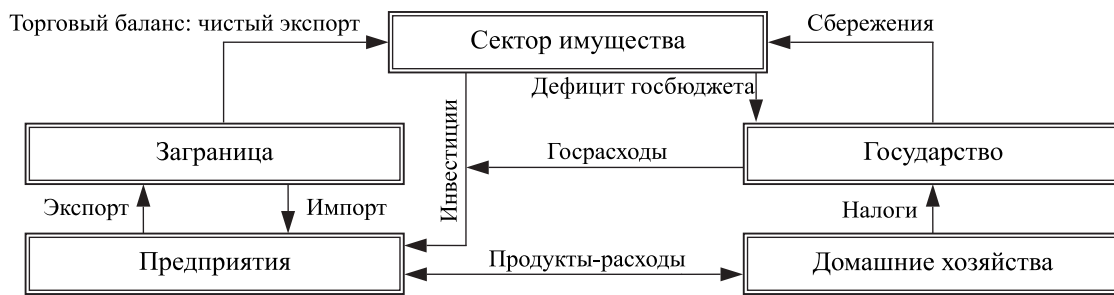 Торговый баланс: чистый экспорт
Сектор имущества
Сбережения
Дефицит госбюджета
Инвестиции
Заграница
Госрасходы
Государство
Экспорт
Импорт
Налоги
Предприятия
Продукты-расходы
Домашние хозяйства